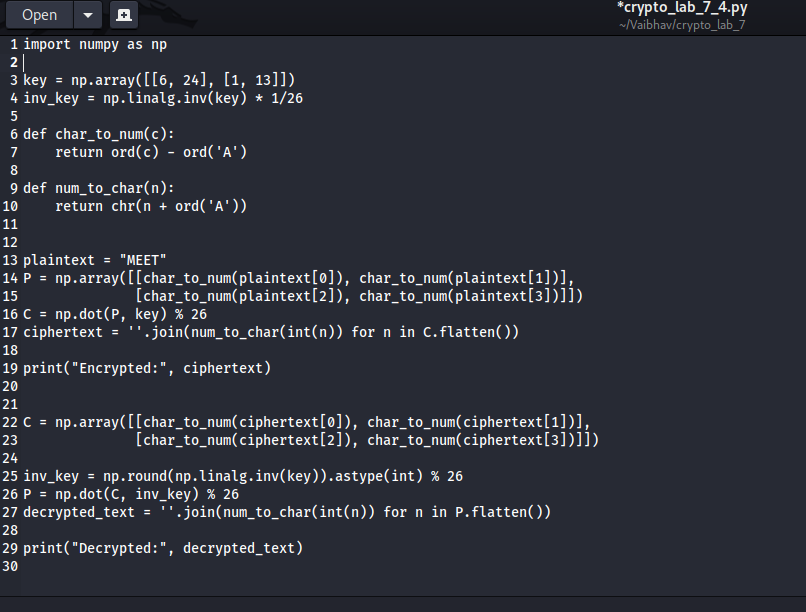 Open
*crypto_lab_7_4.py
~/Vaibhav/crypto_lab_7
1 import numpy as np
2
3 key = np.array([[6, 24], [1, 13]])
4 inv_key = np.linalg.inv(key) * 1/26
5
6 def char_to_num(c):
7     return ord(c) - ord('A')
8
9 def num_to_char(n):
10     return chr(n + ord('A'))
11
12
13 plaintext = "MEET"
14 P = np.array([[char_to_num(plaintext[0]), char_to_num(plaintext[1])],
15               [char_to_num(plaintext[2]), char_to_num(plaintext[3])]])
16 C = np.dot(P, key) % 26
17 ciphertext = ''.join(num_to_char(int(n)) for n in C.flatten())
18
19 print("Encrypted:", ciphertext)
20
21
22 C = np.array([[char_to_num(ciphertext[0]), char_to_num(ciphertext[1])],
23               [char_to_num(ciphertext[2]), char_to_num(ciphertext[3])]])
24
25 inv_key = np.round(np.linalg.inv(key)).astype(int) % 26
26 P = np.dot(C, inv_key) % 26
27 decrypted_text = ''.join(num_to_char(int(n)) for n in P.flatten())
28
29 print("Decrypted:", decrypted_text)
30